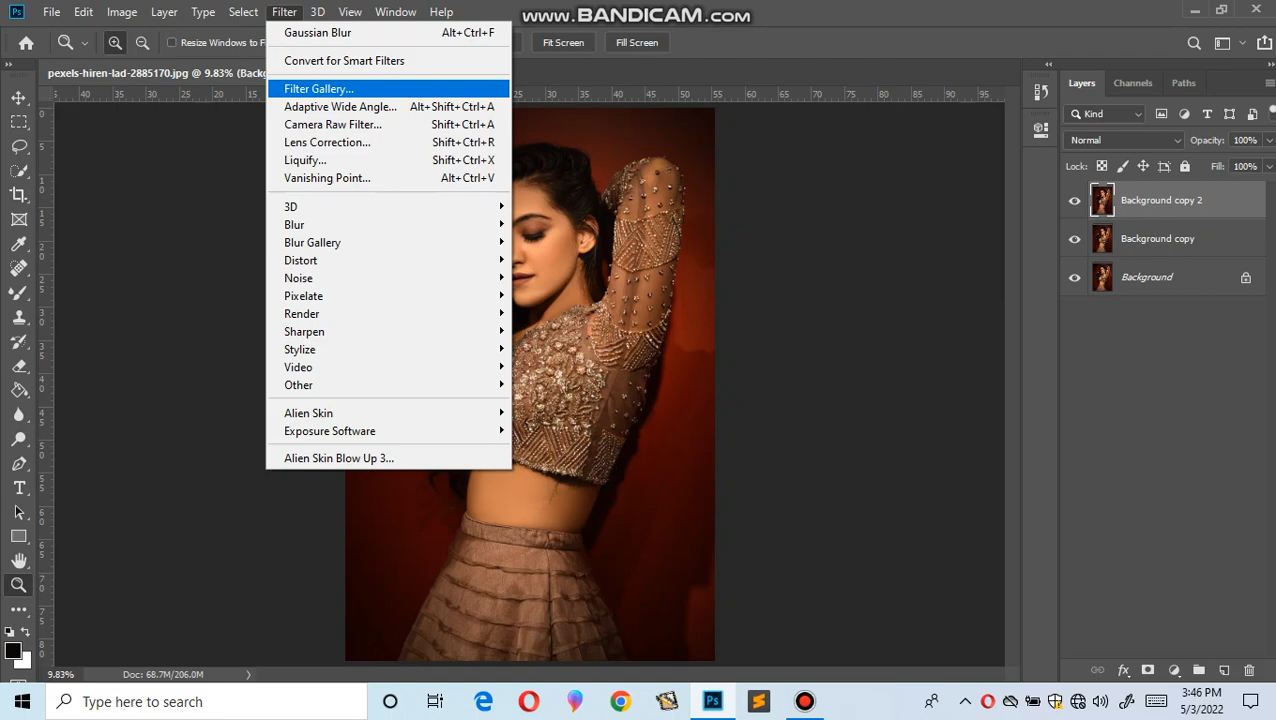 Ps File Edit Image Layer Type Select Filter 3D View Window Help
www.BANDICAM.com
Resize Windows to F
Fit Screen Fill Screen
pexels-hiren-lad-2885170.jpg @ 9.83% (Backg
Gaussian Blur Alt+Ctrl+F
Convert for Smart Filters
Filter Gallery...
Adaptive Wide Angle... Alt+Shift+Ctrl+A
Camera Raw Filter... Shift+Ctrl+A
Lens Correction... Shift+Ctrl+R
Liquify... Shift+Ctrl+X
Vanishing Point... Alt+Ctrl+V
3D
Blur
Blur Gallery
Distort
Noise
Pixelate
Render
Sharpen
Stylize
Video
Other
Alien Skin
Exposure Software
Alien Skin Blow Up 3...
Layers Channels Paths
Kind
Normal Opacity: 100%
Lock: Fill: 100%
Background copy 2
Background copy
Background
9.83% Doc: 68.7M/206.0M
Type here to search
3:46 PM
5/3/2022